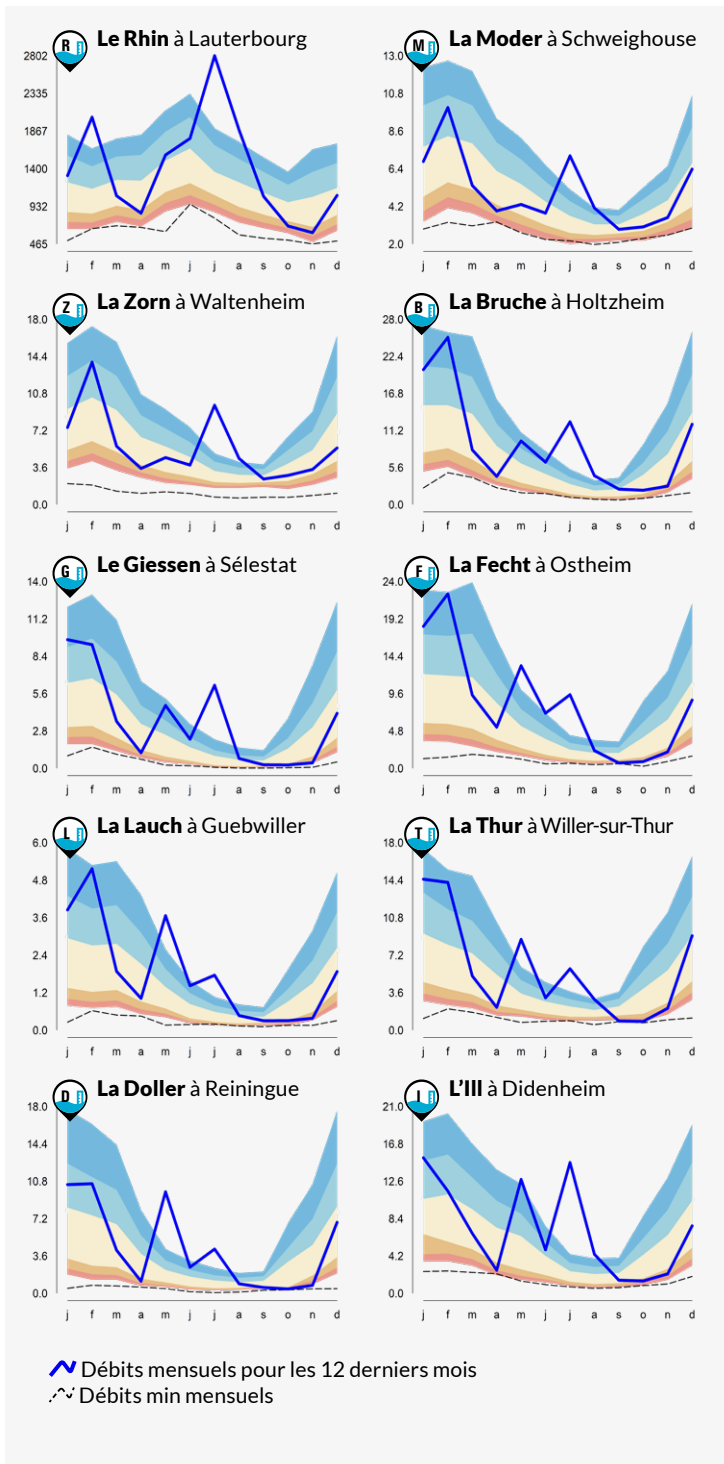 R Le Rhin à Lauterbourg
2802
2335
1867
1400
932
465
j f m a m j j a s o n d
M La Moder à Schweighouse
13.0
10.8
8.6
6.4
4.2
2.0
j f m a m j j a s o n d
Z La Zorn à Waltenheim
18.0
14.4
10.8
7.2
3.6
0.0
j f m a m j j a s o n d
B La Bruche à Holtzheim
28.0
22.4
16.8
11.2
5.6
0.0
j f m a m j j a s o n d
G Le Giessen à Sélestat
14.0
11.2
8.4
5.6
2.8
0.0
j f m a m j j a s o n d
F La Fecht à Ostheim
24.0
19.2
14.4
9.6
4.8
0.0
j f m a m j j a s o n d
L La Lauch à Guebwiller
6.0
4.8
3.6
2.4
1.2
0.0
j f m a m j j a s o n d
T La Thur à Willer-sur-Thur
18.0
14.4
10.8
7.2
3.6
0.0
j f m a m j j a s o n d
D La Doller à Reiningue
18.0
14.4
10.8
7.2
3.6
0.0
j f m a m j j a s o n d
I L'Ill à Didenheim
21.0
16.8
12.6
8.4
4.2
0.0
j f m a m j j a s o n d
Débits mensuels pour les 12 derniers mois
Débits min mensuels